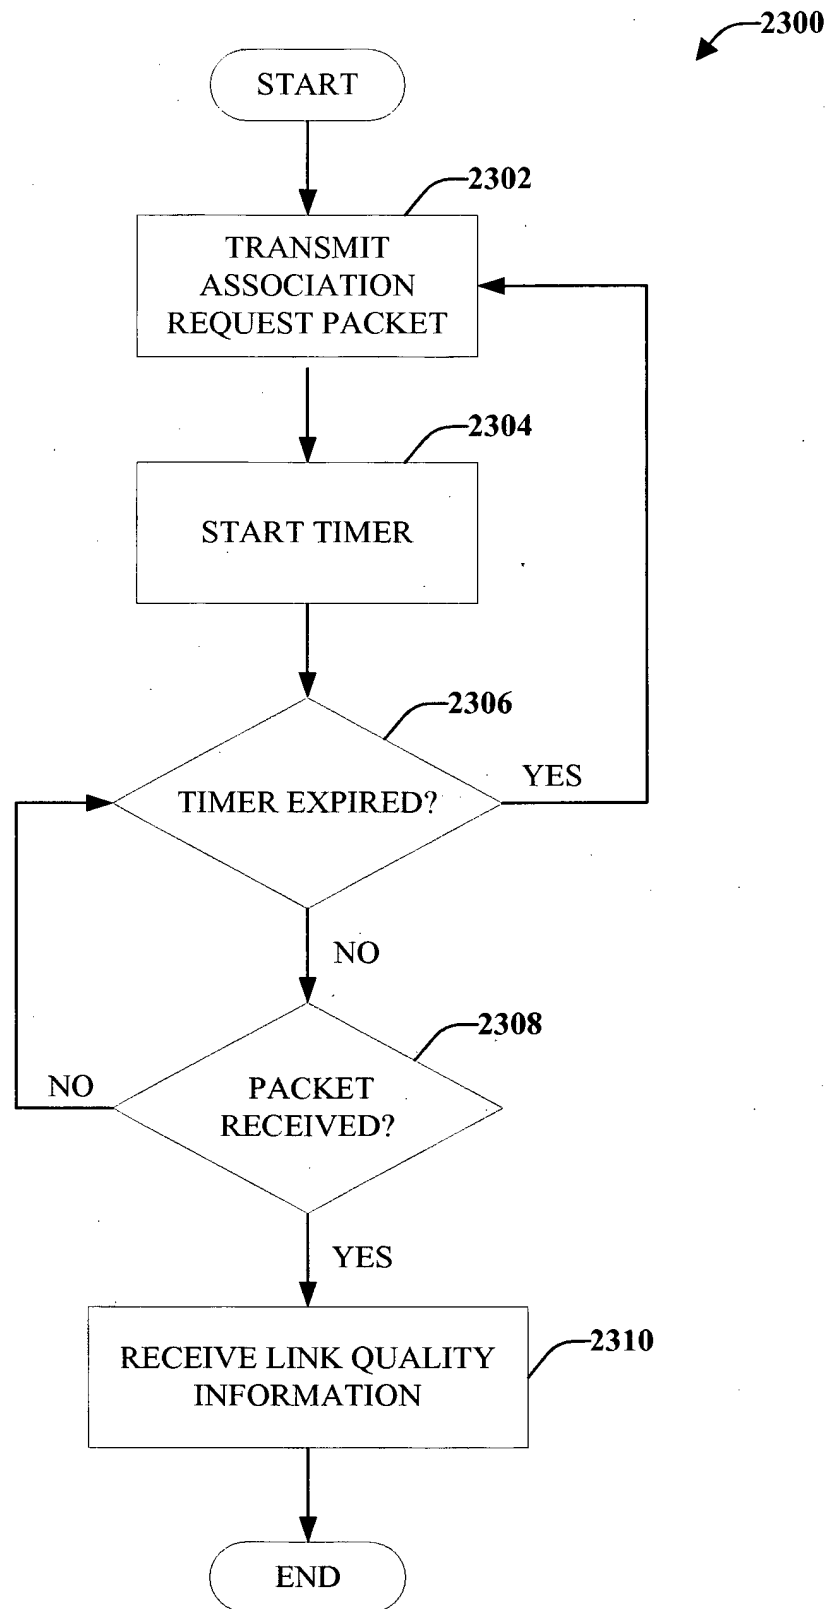 2300
START
2302
TRANSMIT
ASSOCIATION
REQUEST PACKET
2304
START TIMER
2306
TIMER EXPIRED?
YES
NO
2308
PACKET
RECEIVED?
NO
YES
2310
RECEIVE LINK QUALITY
INFORMATION
END